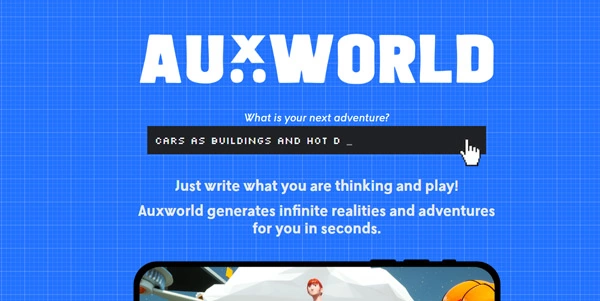 AUXWORLD
What is your next adventure?
CARS AS BUILDINGS AND HOT D _
Just write what you are thinking and play!
Auxworld generates infinite realities and adventures
for you in seconds.